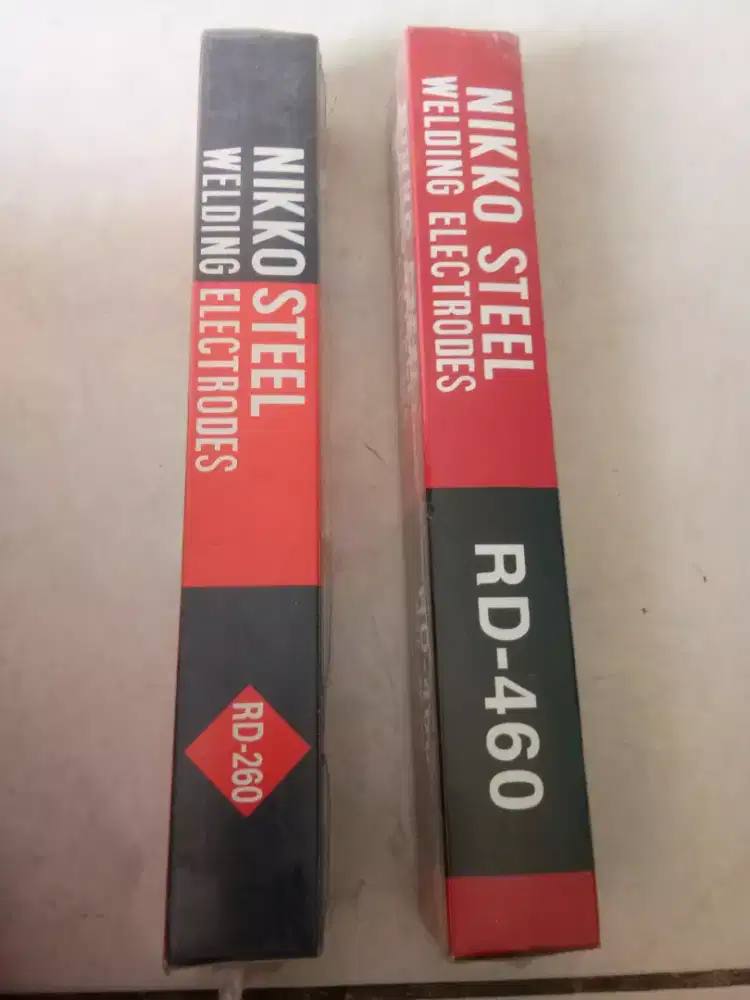 NIKKO STEEL
WELDING ELECTRODES
RD-260
NIKKO STEEL
WELDING ELECTRODES
RD-460